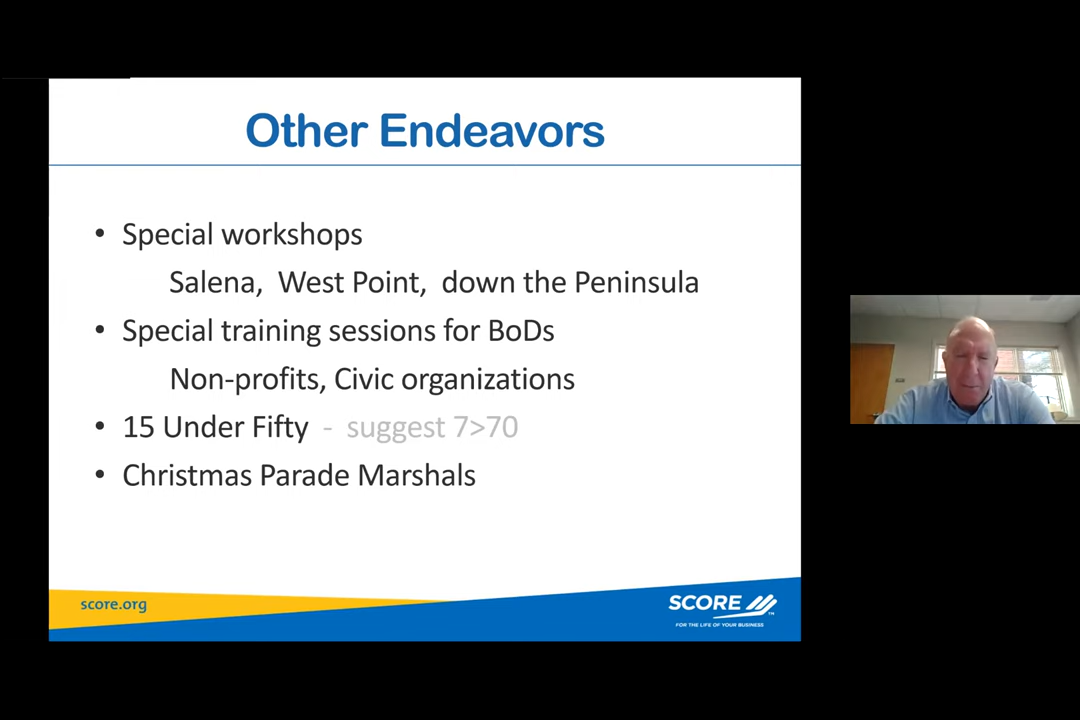 Other Endeavors
• Special workshops
Salena, West Point, down the Peninsula
• Special training sessions for BoDs
Non-profits, Civic organizations
• 15 Under Fifty - suggest 7>70
• Christmas Parade Marshals
score.org
SCORE
FOR THE LIFE OF YOUR BUSINESS